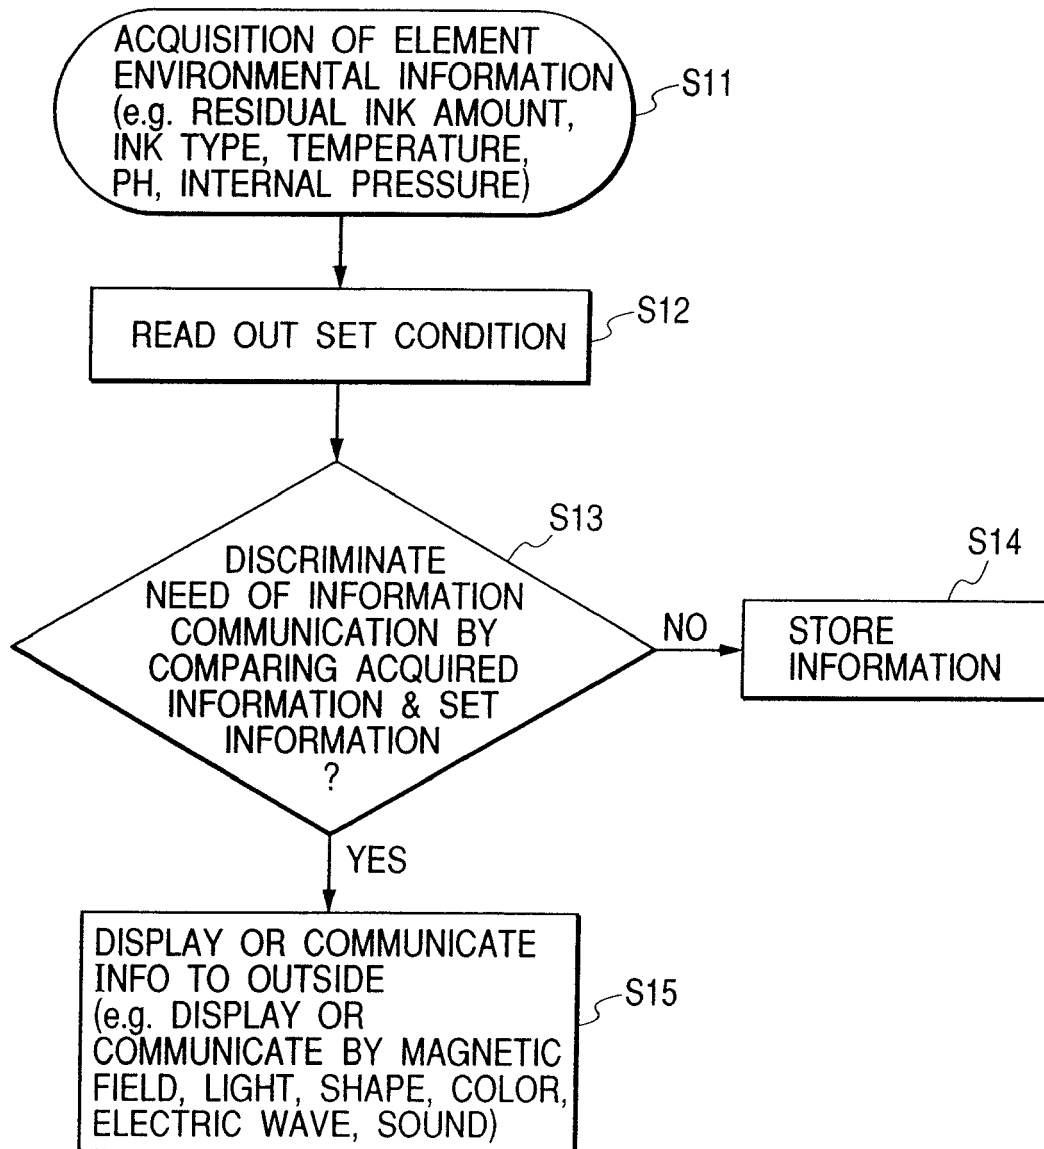 ACQUISITION OF ELEMENT
ENVIRONMENTAL INFORMATION
(e.g. RESIDUAL INK AMOUNT,
INK TYPE, TEMPERATURE,
PH, INTERNAL PRESSURE)
S11
READ OUT SET CONDITION
S12
DISCRIMINATE
NEED OF INFORMATION
COMMUNICATION BY
COMPARING ACQUIRED
INFORMATION & SET
INFORMATION
?
S13
NO
STORE
INFORMATION
S14
YES
DISPLAY OR COMMUNICATE
INFO TO OUTSIDE
(e.g. DISPLAY OR
COMMUNICATE BY MAGNETIC
FIELD, LIGHT, SHAPE, COLOR,
ELECTRIC WAVE, SOUND)
S15